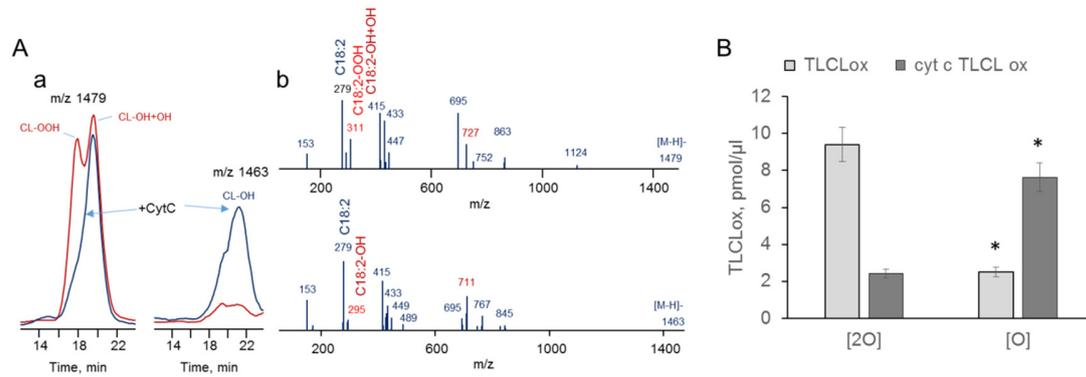 A
a
m/z 1479
CL-OOH
CL-OH+OH
+CytC
m/z 1463
CL-OH
14 18 22
14 18 22
Time, min
Time, min
b
C18:2
C18:2-OOH
C18:2-OH+OH
153
279
311
415
433
447
695
727
752
863
1124
[M-H]-
1479
200 600 1000 1400
m/z
C18:2
C18:2-OH
153
279
295
415
433
449
489
695
711
767
845
[M-H]-
1463
200 600 1000 1400
m/z
B
TLCLox cyt c TLCL ox
TLCLox, pmol/µl
12
10
8
6
4
2
0
*
*
[2O] [O]